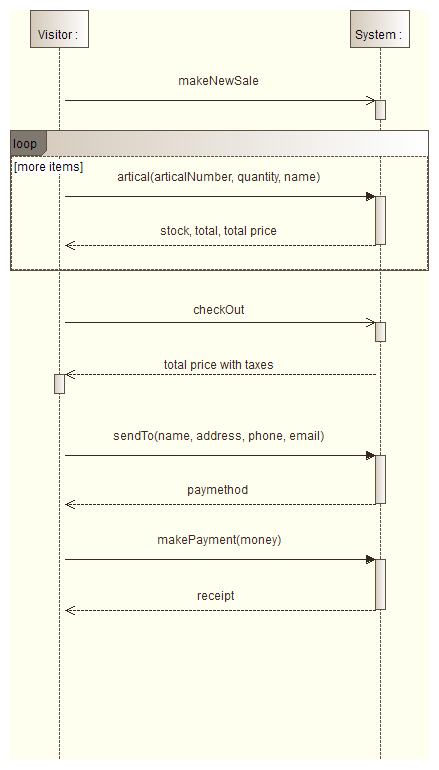 Visitor :
System :
makeNewSale
loop
[more items]
artical(articalNumber, quantity, name)
stock, total, total price
checkOut
total price with taxes
sendTo(name, address, phone, email)
paymethod
makePayment(money)
receipt